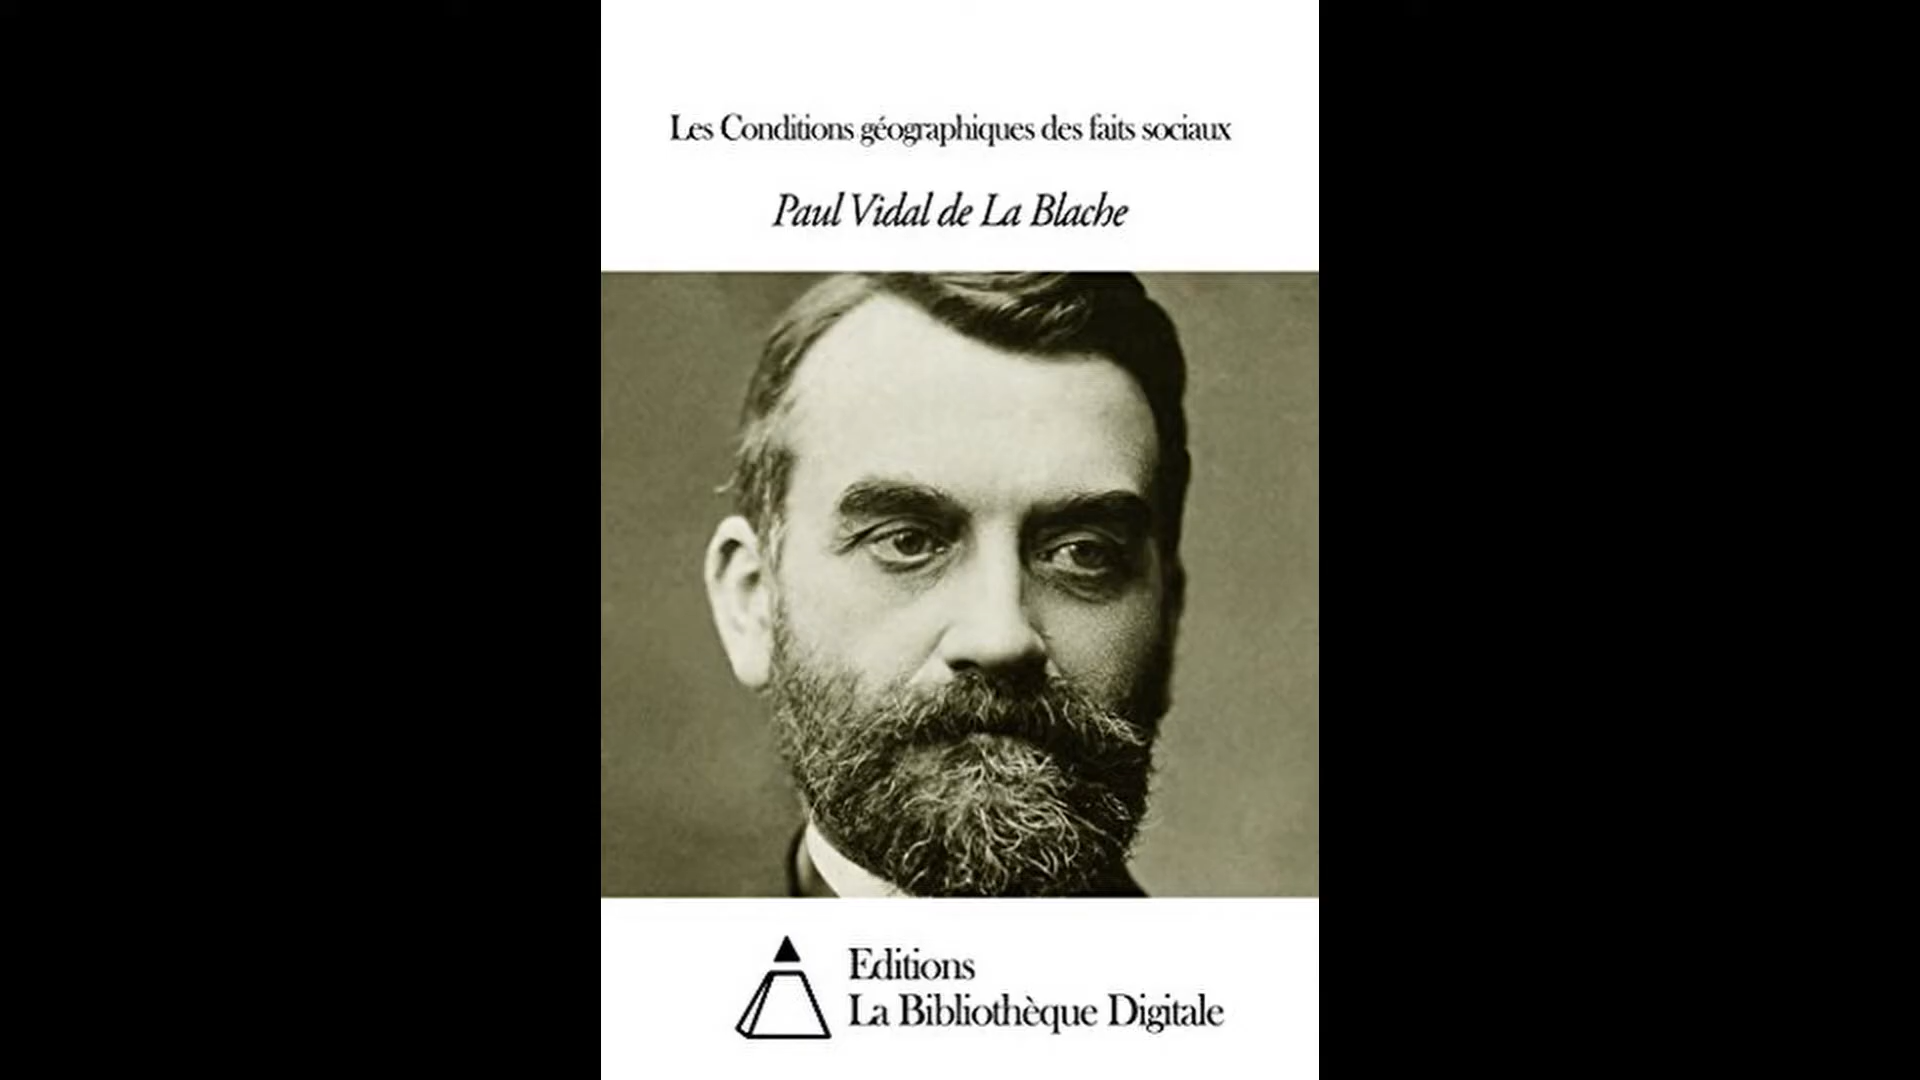 Les Conditions géographiques des faits sociaux
Paul Vidal de La Blache
Editions
La Bibliothèque Digitale